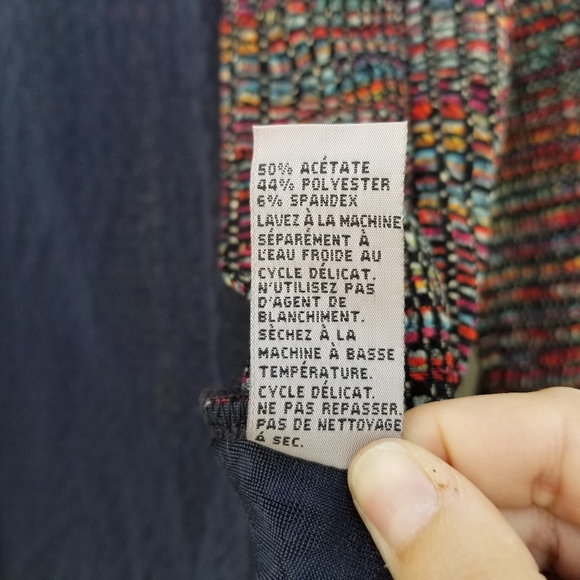 50% ACÉTATE
44% POLYESTER
6% SPANDEX
LAVEZ À LA MACHINE
SÉPARÉMENT À
L'EAU FROIDE AU
CYCLE DÉLICAT.
N'UTILISEZ PAS
D'AGENT DE
BLANCHIMENT.
SÈCHEZ À LA
MACHINE À BASSE
TEMPÉRATURE.
CYCLE DÉLICAT.
NE PAS REPASSER.
PAS DE NETTOYAGE
À SEC.